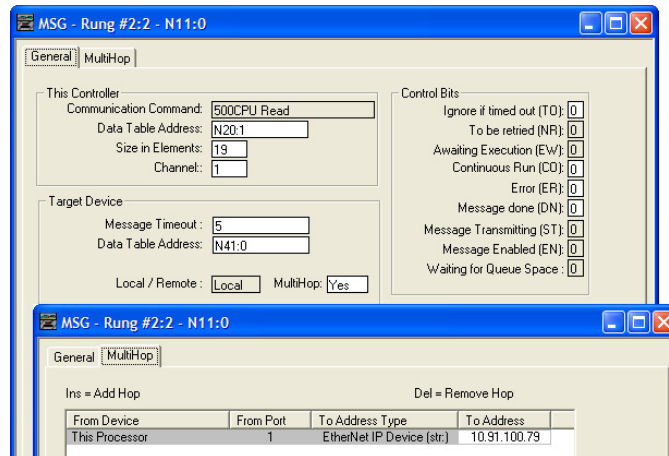 MSG - Rung #2:2 - N11:0
General MultiHop
This Controller
Communication Command: 500CPU Read
Data Table Address: N20:1
Size in Elements: 19
Channel:: 1
Target Device
Message Timeout : 5
Data Table Address: N41:0
Local / Remote : Local MultiHop: Yes
Control Bits
Ignore if timed out (TO): 0
To be retried (NR): 0
Awaiting Execution (EW): 0
Continuous Run (CO): 0
Error (ER): 0
Message done (DN): 0
Message Transmitting (ST): 0
Message Enabled (EN): 0
Waiting for Queue Space : 0
MSG - Rung #2:2 - N11:0
General MultiHop
Ins = Add Hop Del = Remove Hop
From Device From Port To Address Type To Address
This Processor 1 EtherNet IP Device (str:) 10.91.100.79